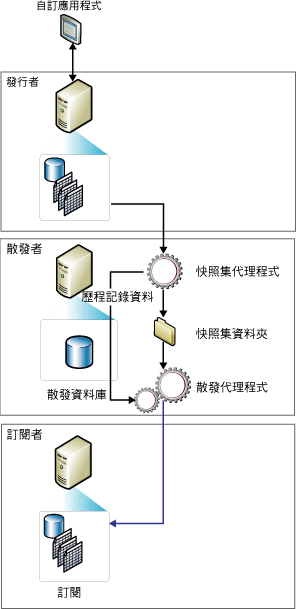 自訂應用程式
發行者
散發者
快照集代理程式
歷程記錄資料
快照集資料夾
散發資料庫
散發代理程式
訂閱者
訂閱